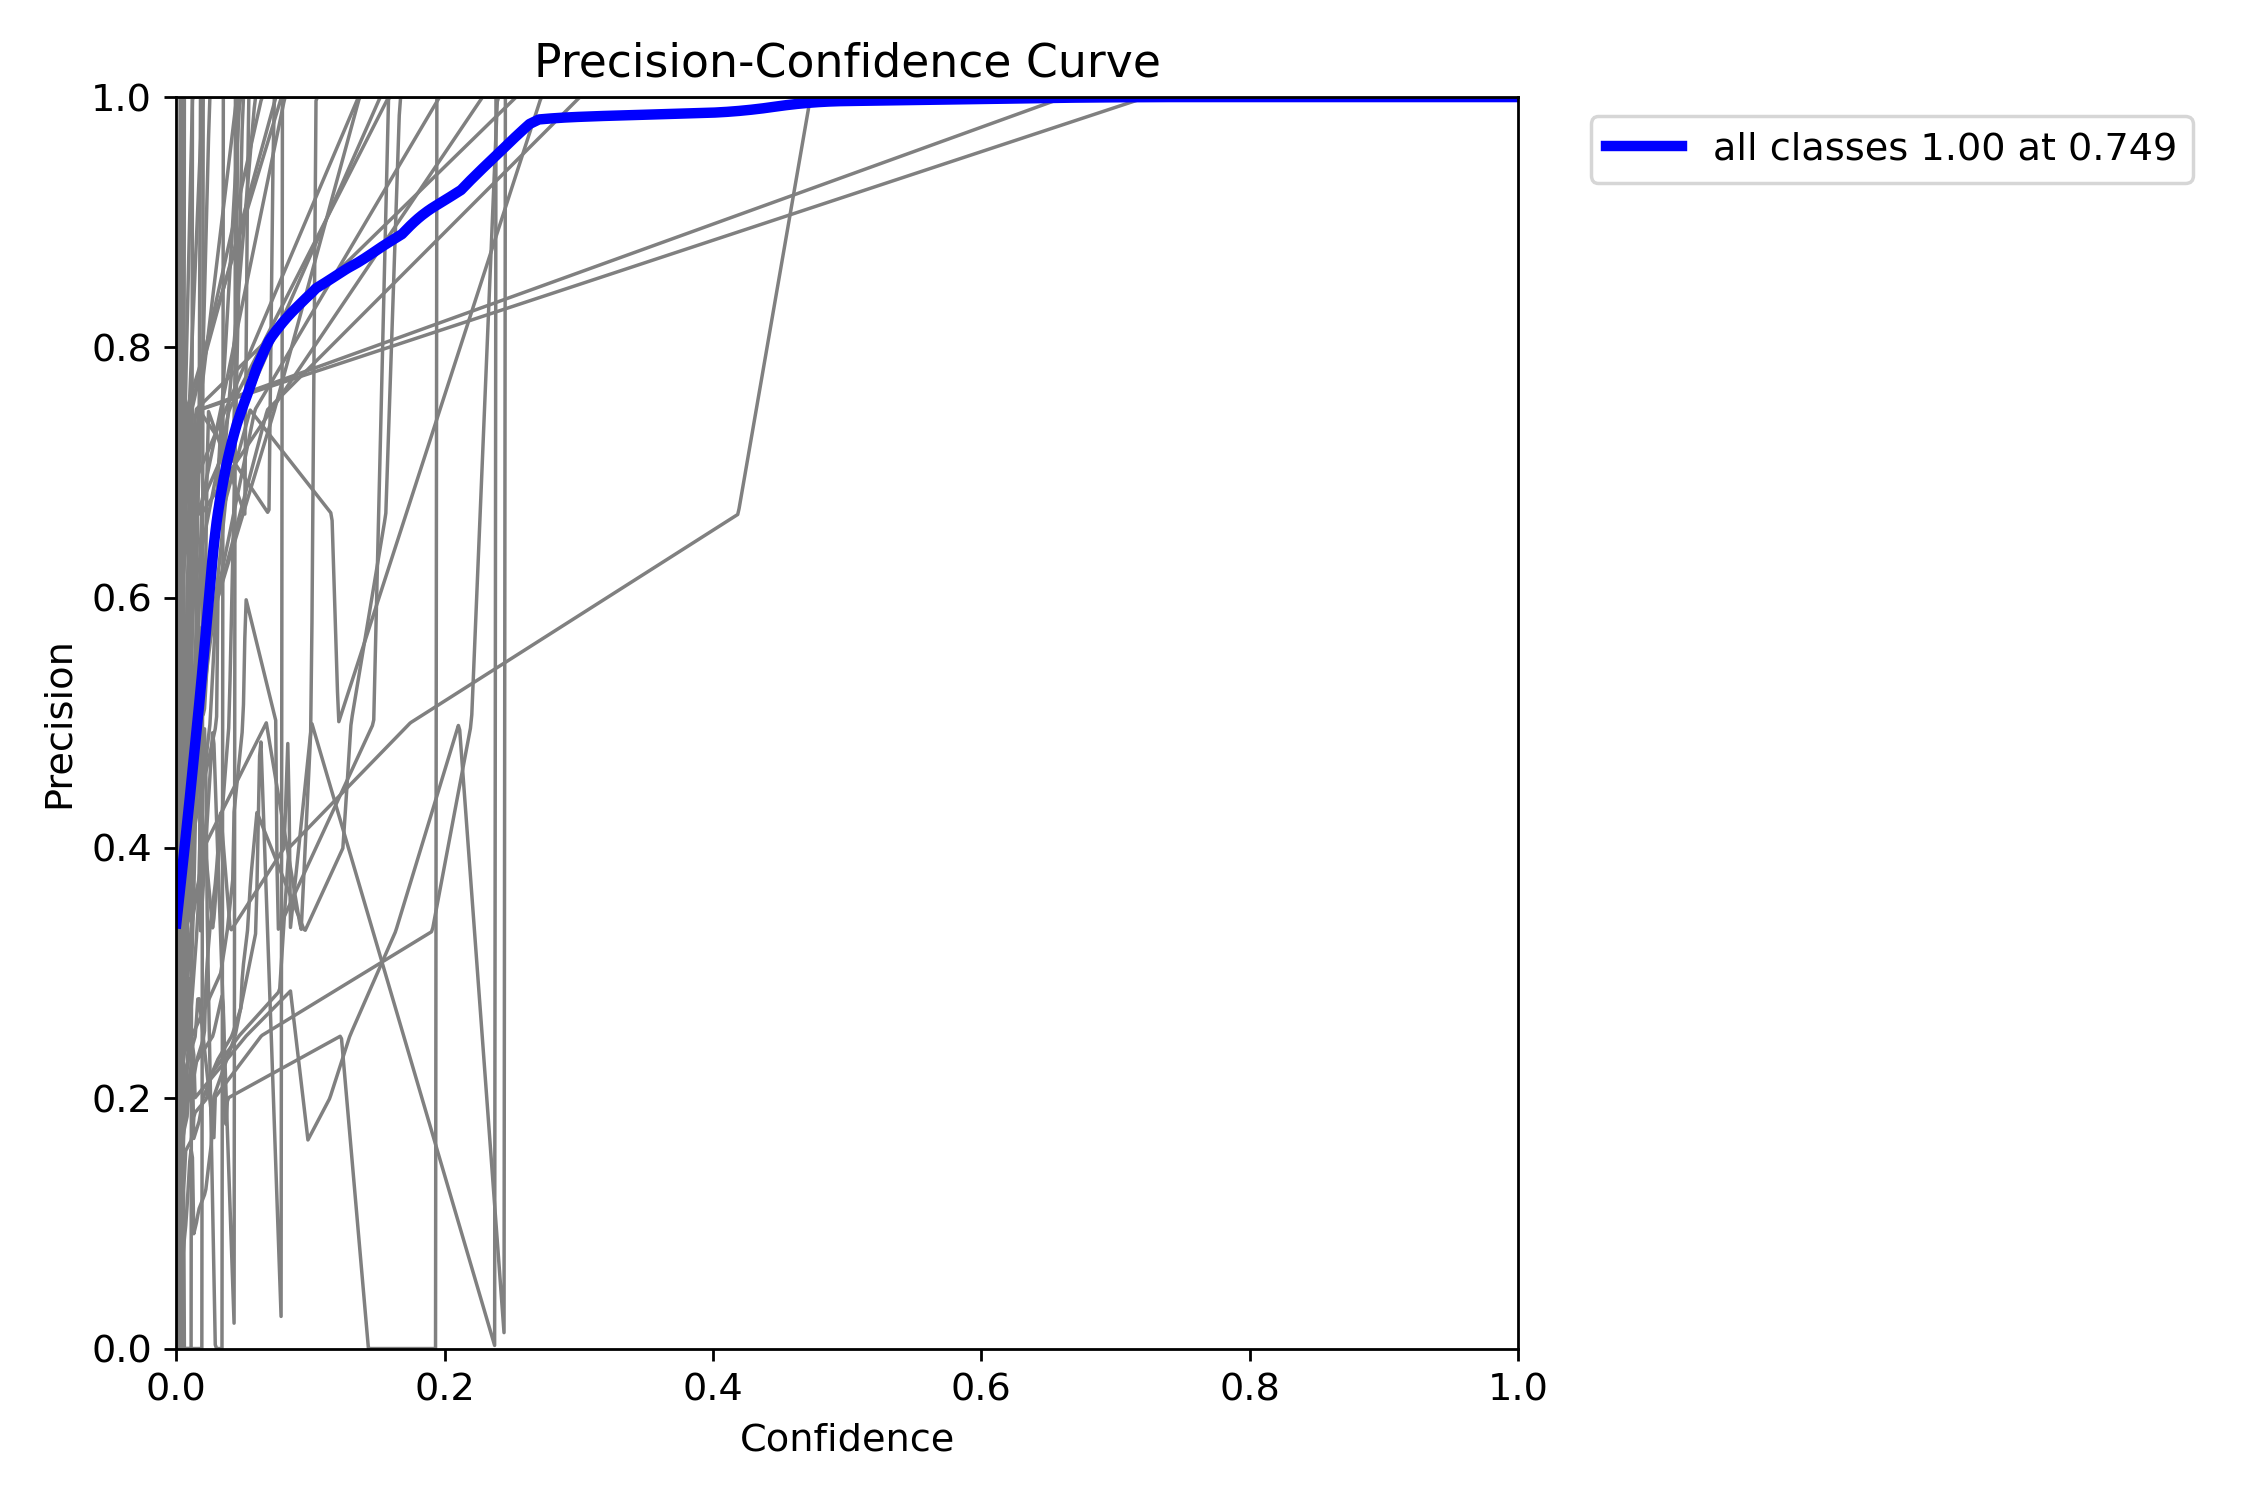 Precision-Confidence Curve
all classes 1.00 at 0.749
Precision
1.0
0.8
0.6
0.4
0.2
0.0
0.0 0.2 0.4 0.6 0.8 1.0
Confidence